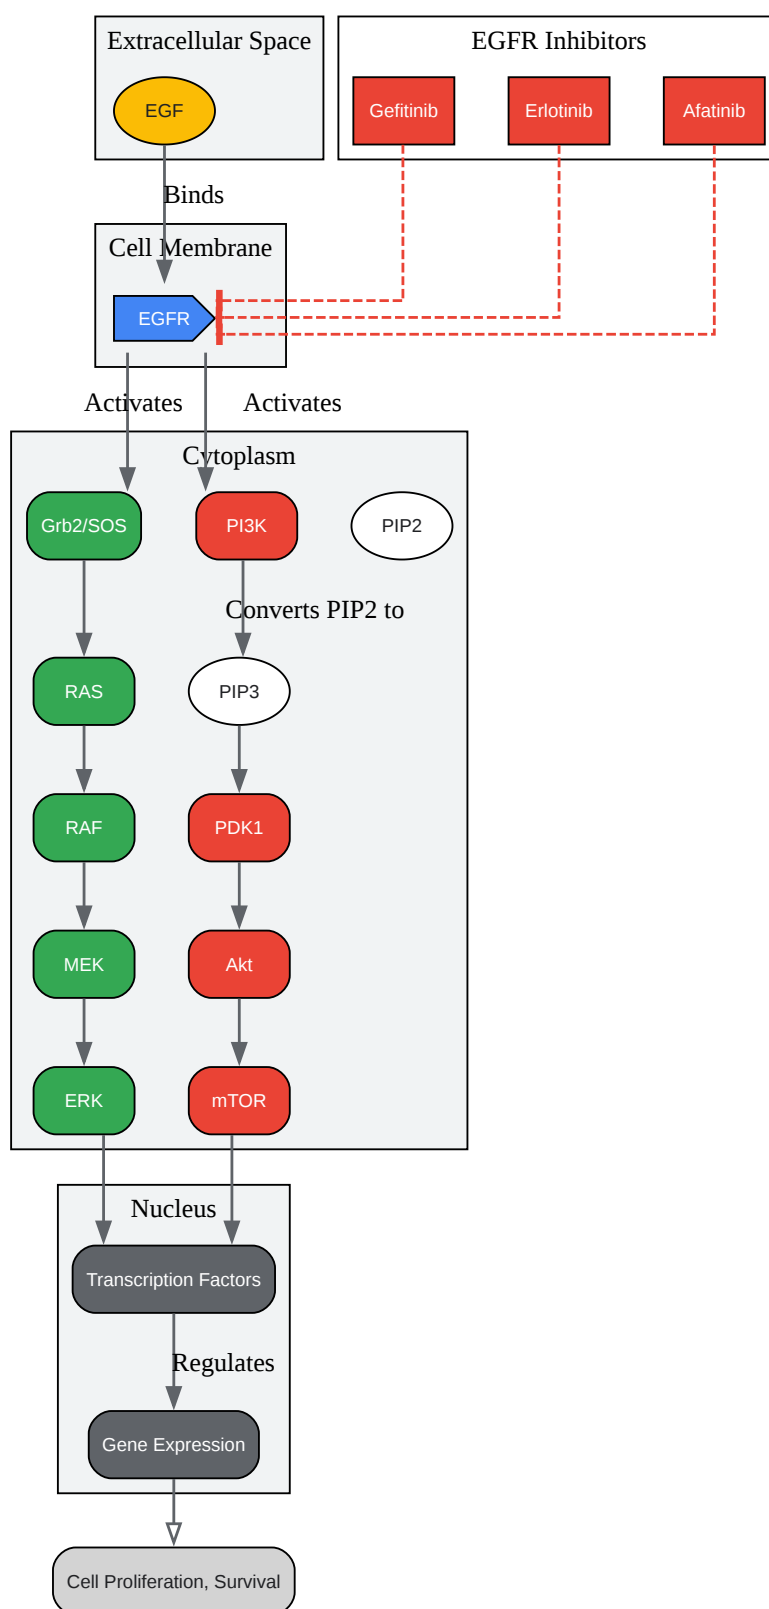 Extracellular Space
EGFR Inhibitors
EGF
Gefitinib
Erlotinib
Afatinib
Binds
Cell Membrane
EGFR
Activates
Activates
Cytoplasm
Grb2/SOS
PI3K
PIP2
Converts PIP2 to
RAS
PIP3
RAF
PDK1
MEK
Akt
ERK
mTOR
Nucleus
Transcription Factors
Regulates
Gene Expression
Cell Proliferation, Survival